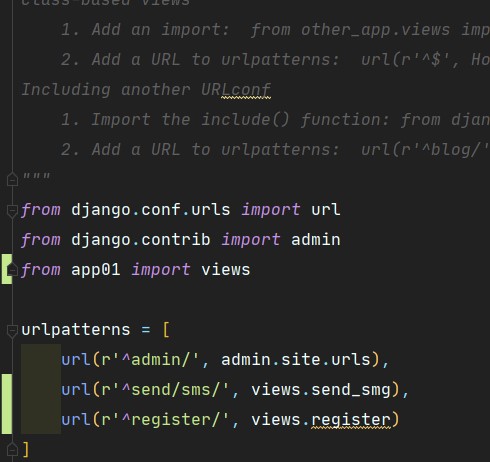 class-based views
1. Add an import:  from other_app.views imp
2. Add a URL to urlpatterns:  url(r'^$', Ho
Including another URLconf
1. Import the include() function: from djan
2. Add a URL to urlpatterns:  url(r'^blog/'
"""
from django.conf.urls import url
from django.contrib import admin
from app01 import views
urlpatterns = [
url(r'^admin/', admin.site.urls),
url(r'^send/sms/', views.send_smg),
url(r'^register/', views.register)
]